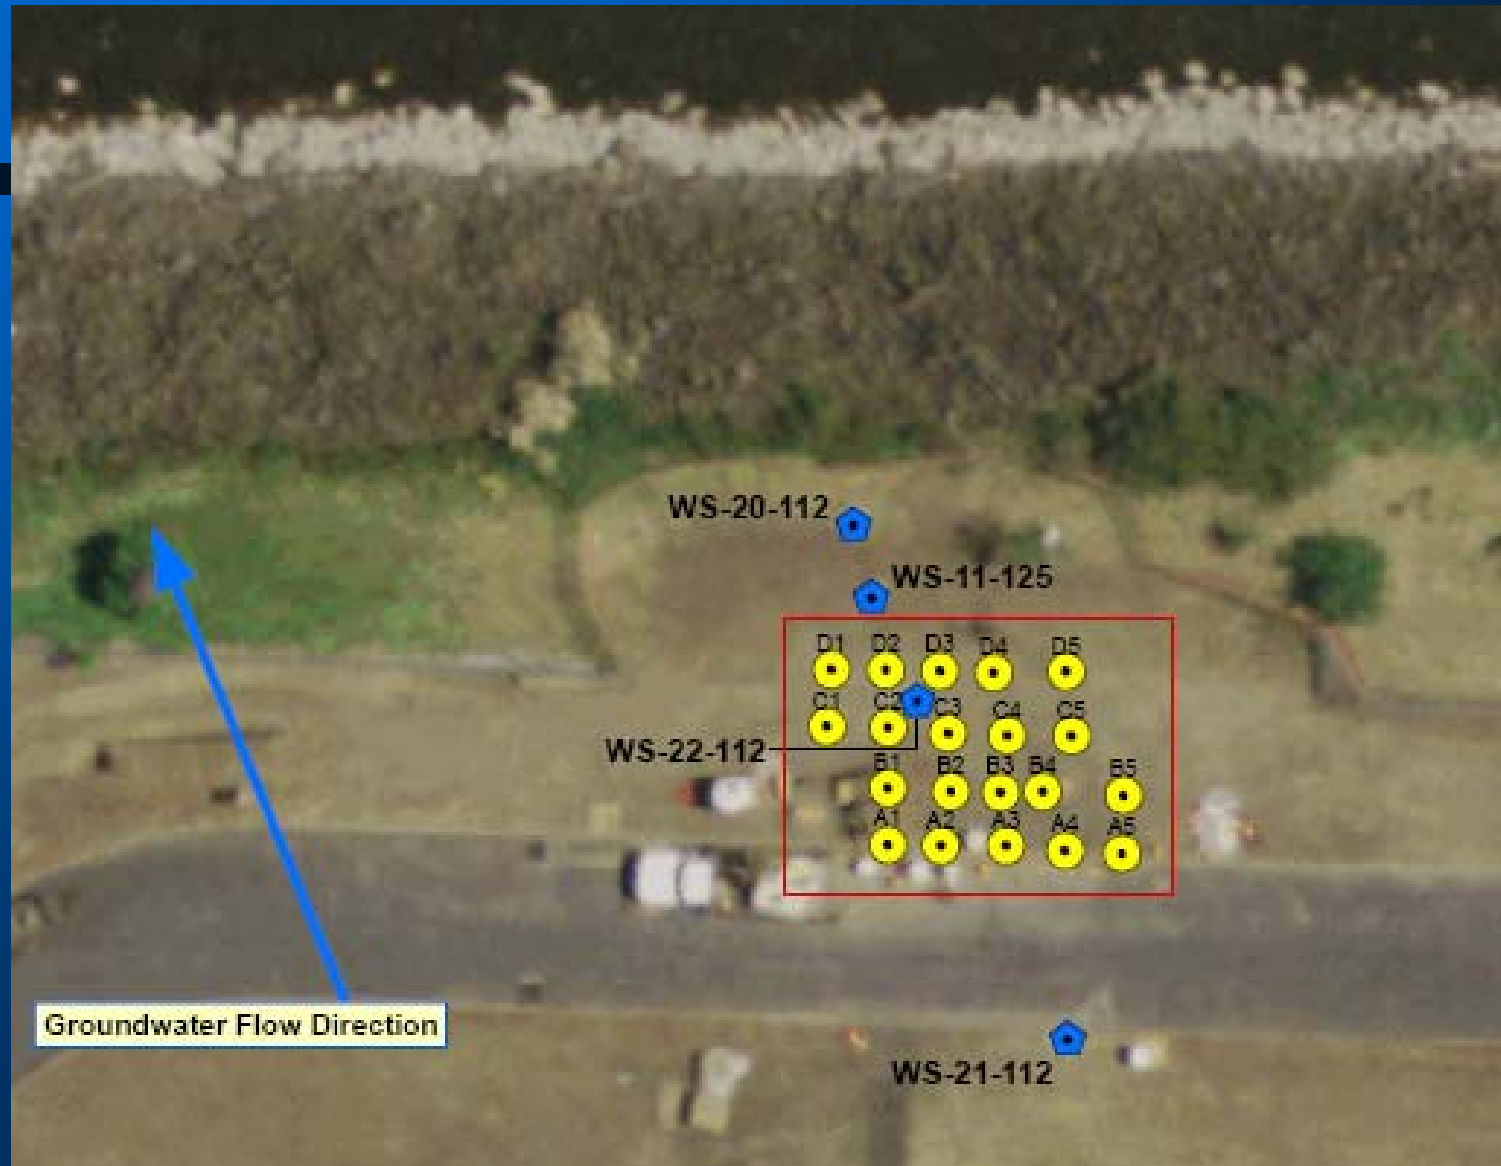 WS-20-112
WS-11-125
D1 D2 D3 D4 D5
C1 C2 C3 C4 C5
WS-22-112
B1 B2 B3 B4 B5
A1 A2 A3 A4 A5
Groundwater Flow Direction
WS-21-112